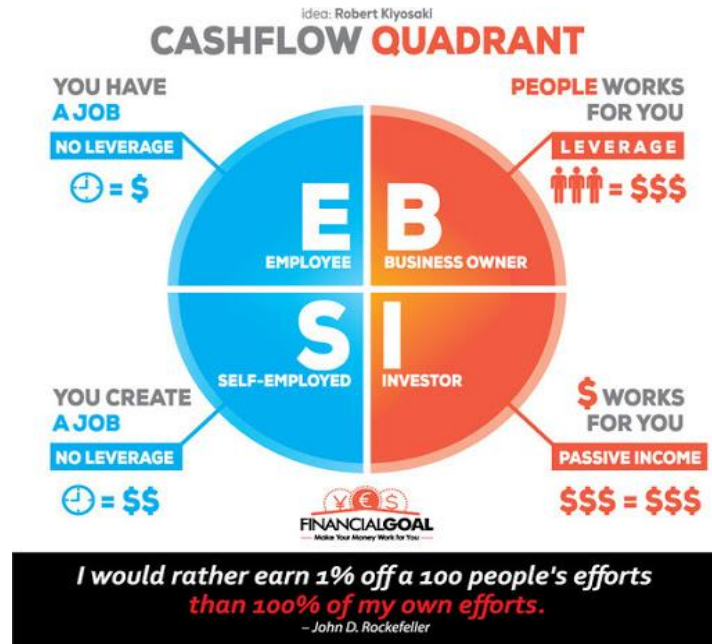 idea: Robert Kiyosaki
CASHFLOW QUADRANT
YOU HAVE
A JOB
NO LEVERAGE
= $
PEOPLE WORKS
FOR YOU
LEVERAGE
= $$$
E
EMPLOYEE
B
BUSINESS OWNER
S
SELF-EMPLOYED
I
INVESTOR
YOU CREATE
A JOB
NO LEVERAGE
= $$
$ WORKS
FOR YOU
PASSIVE INCOME
$$$ = $$$
¥ € $
FINANCIALGOAL
Make Your Money Work for You
I would rather earn 1% off a 100 people's efforts
than 100% of my own efforts.
– John D. Rockefeller